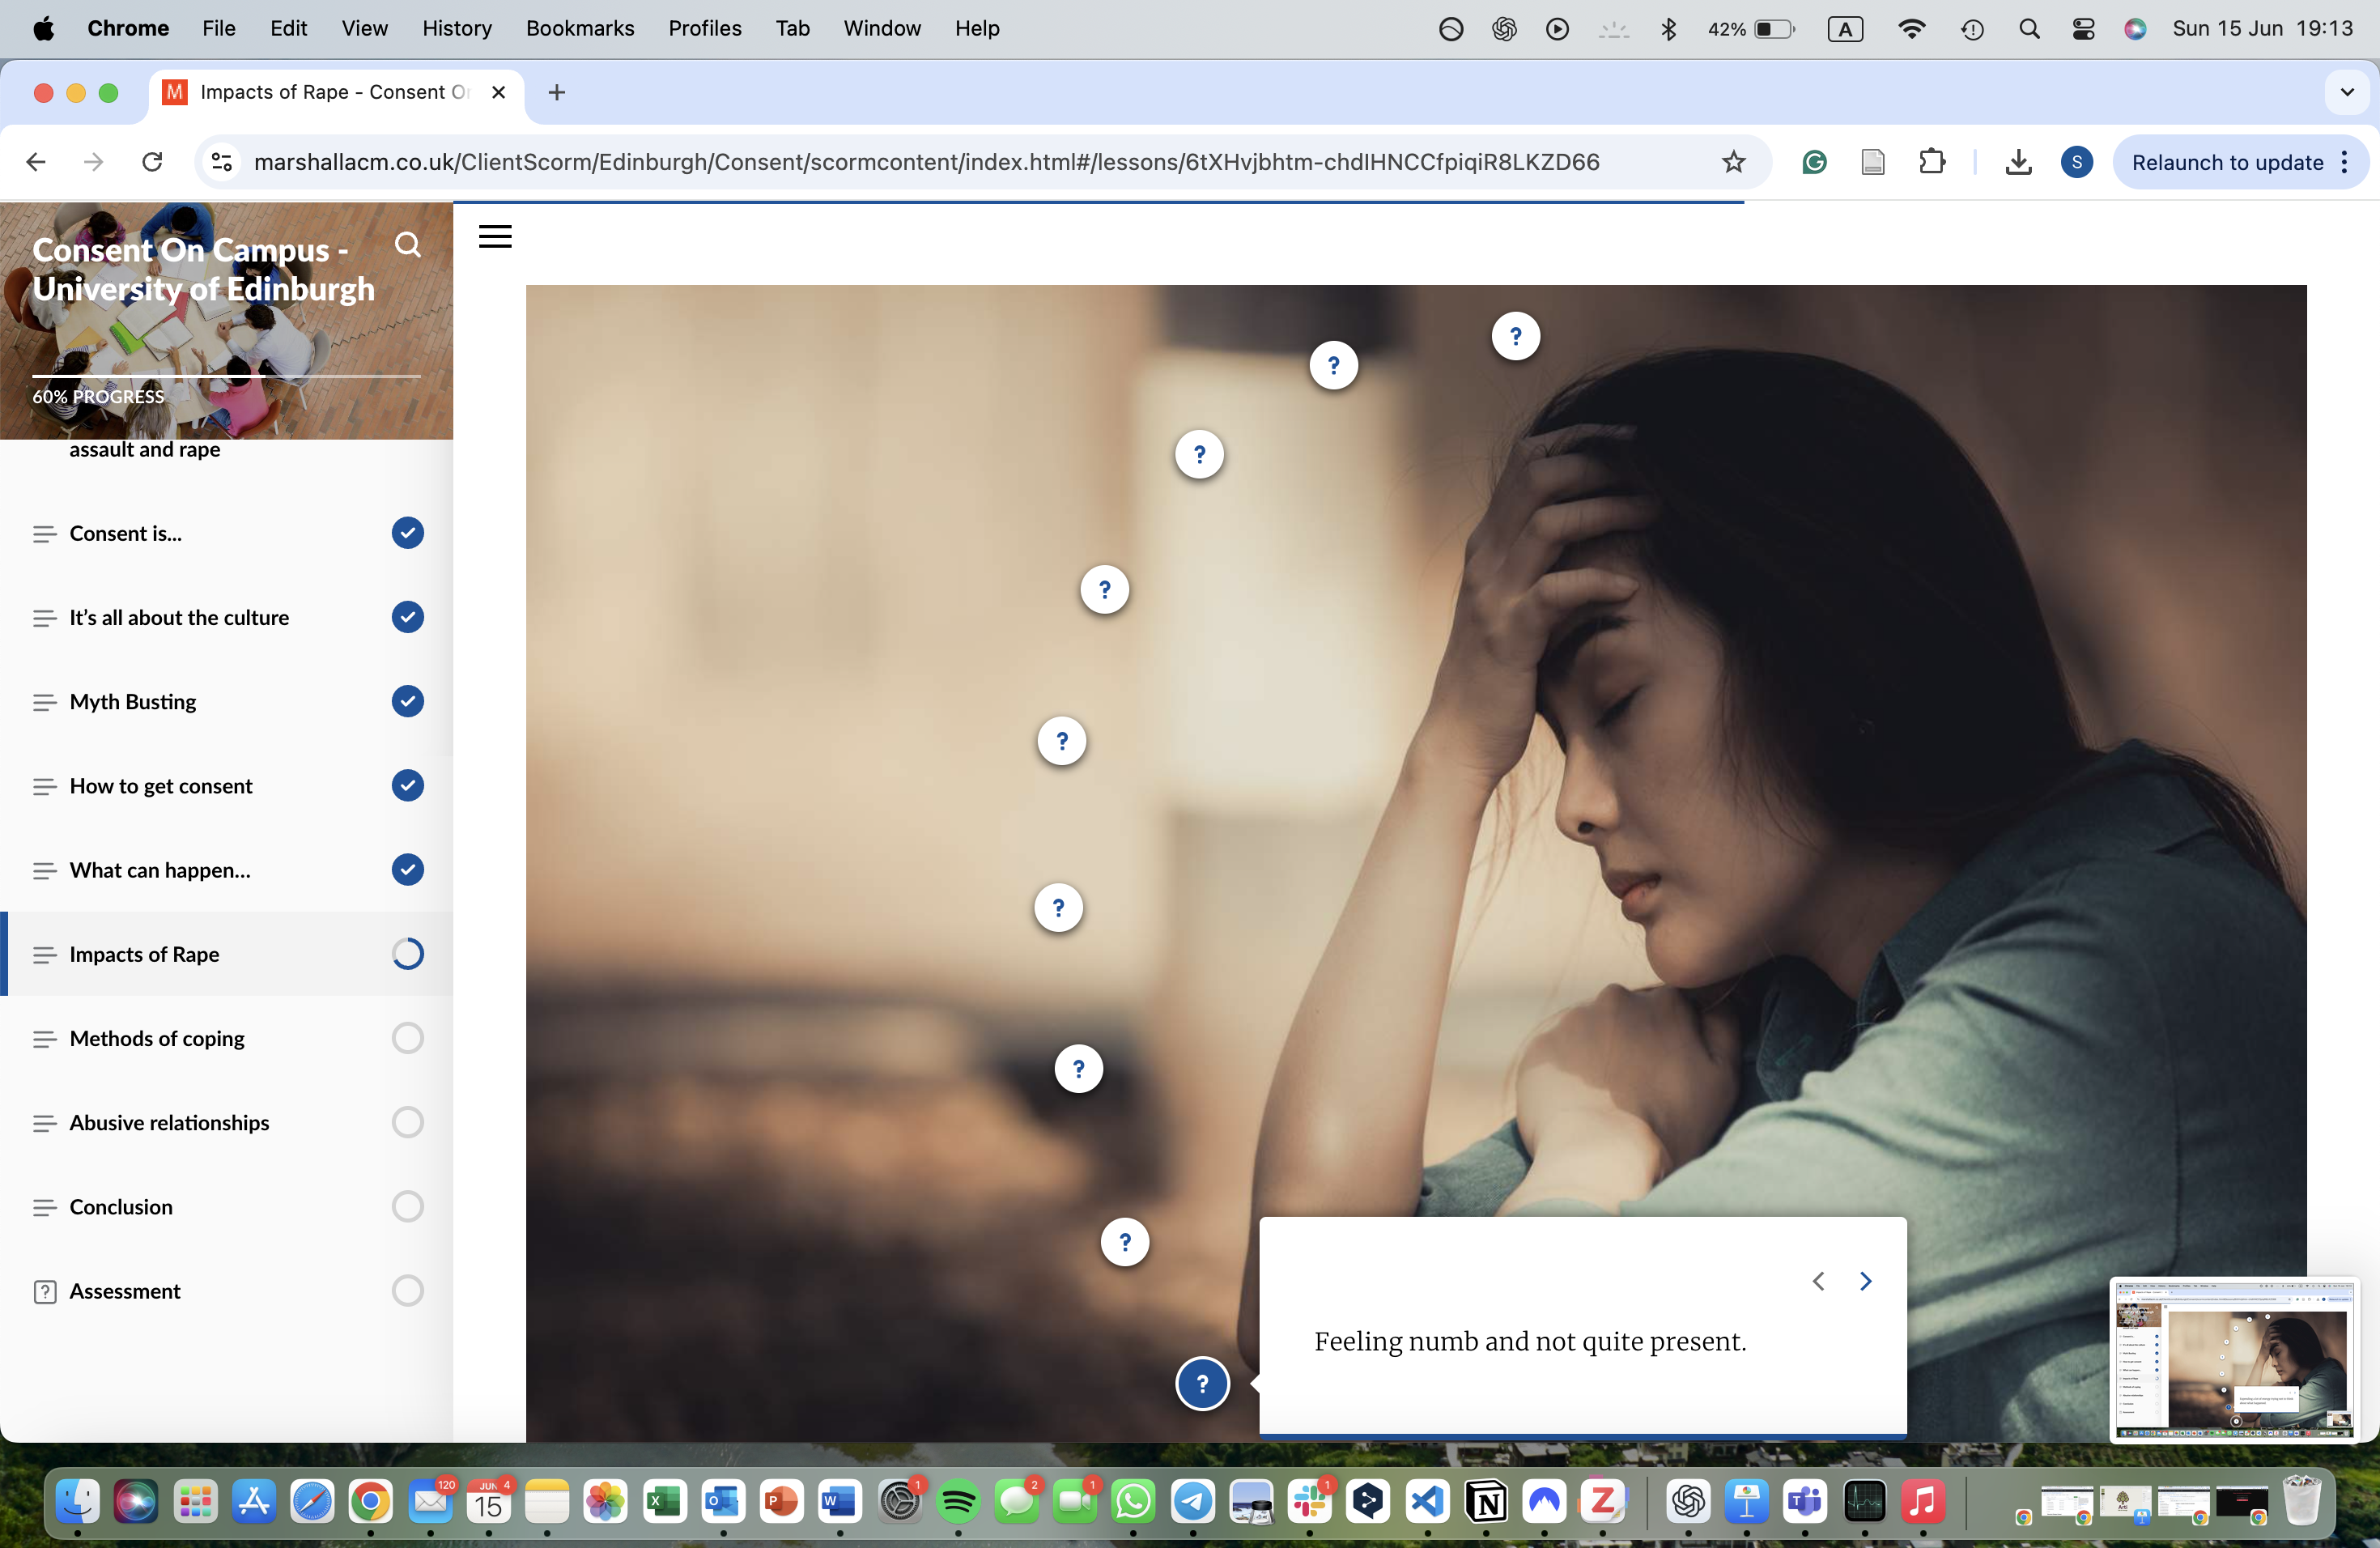 Chrome File Edit View History Bookmarks Profiles Tab Window Help 42% A Sun 15 Jun 19:13
M Impacts of Rape - Consent
marshallacm.co.uk/ClientScorm/Edinburgh/Consent/scormcontent/index.html#/lessons/6tXHvjbhtm-chdIHNCCfpiqiR8LKZD66 S Relaunch to update
Consent On Campus -
University of Edinburgh
60% PROGRESS
assault and rape
Consent is...
It’s all about the culture
Myth Busting
How to get consent
What can happen...
Impacts of Rape
Methods of coping
Abusive relationships
Conclusion
? Assessment
?
?
?
?
?
?
?
?
?
Feeling numb and not quite present.
120 JUN 4 15 X O P W 1 2 1 1 N Z T